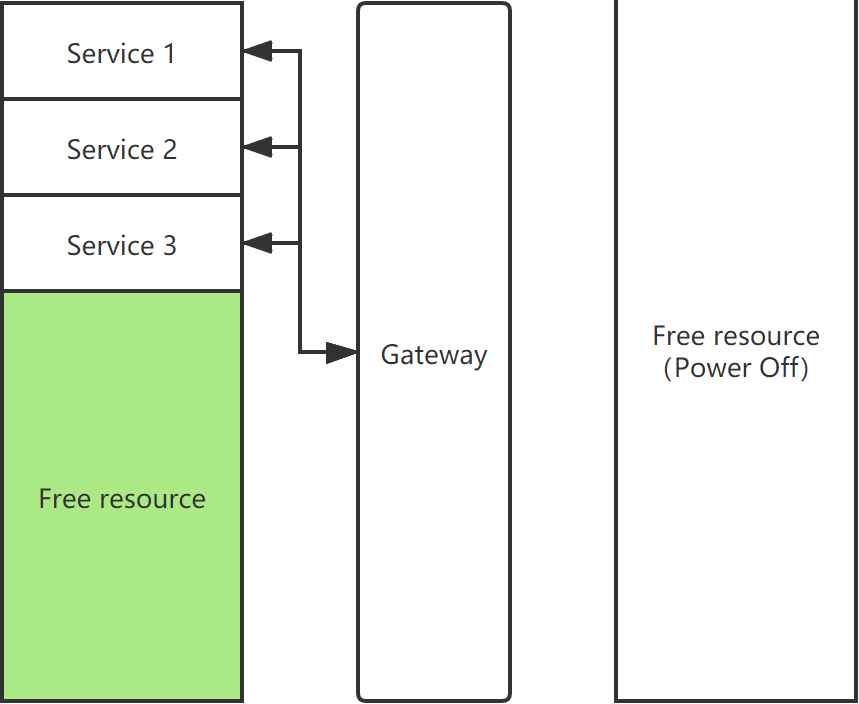 Service 1
Service 2
Service 3
Free resource
Gateway
Free resource
（Power Off）